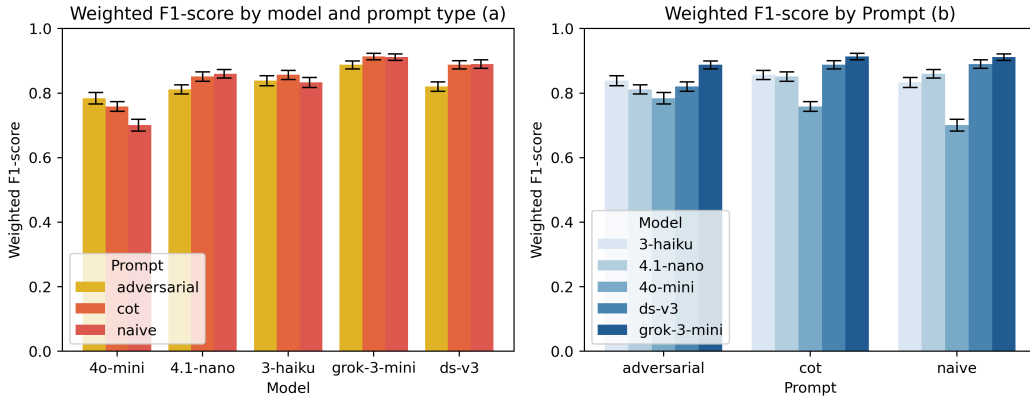 Weighted F1-score by model and prompt type (a)
Weighted F1-score
1.0
0.8
0.6
0.4
0.2
0.0
Prompt
adversarial
cot
naive
4o-mini 4.1-nano 3-haiku grok-3-mini ds-v3
Model
Weighted F1-score by Prompt (b)
Weighted F1-score
1.0
0.8
0.6
0.4
0.2
0.0
Model
3-haiku
4.1-nano
4o-mini
ds-v3
grok-3-mini
adversarial cot naive
Prompt